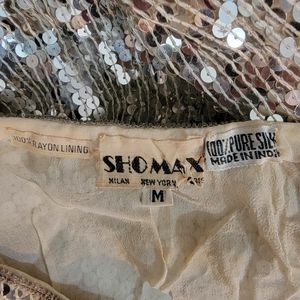 100% RAYON LINING
SHOMAX
MILAN NEW YORK
M
100% PURE SILK
MADE IN INDIA